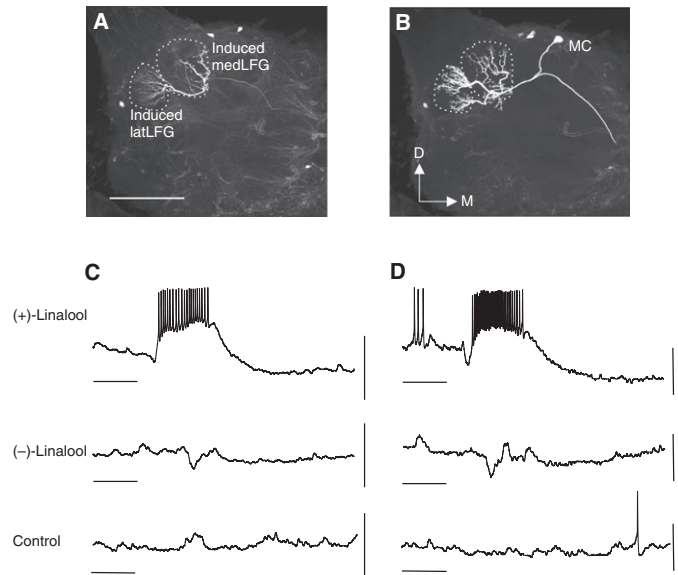 A
Induced
medLFG
Induced
latLFG
B
MC
D
M
C
D
(+)-Linalool
(–)-Linalool
Control